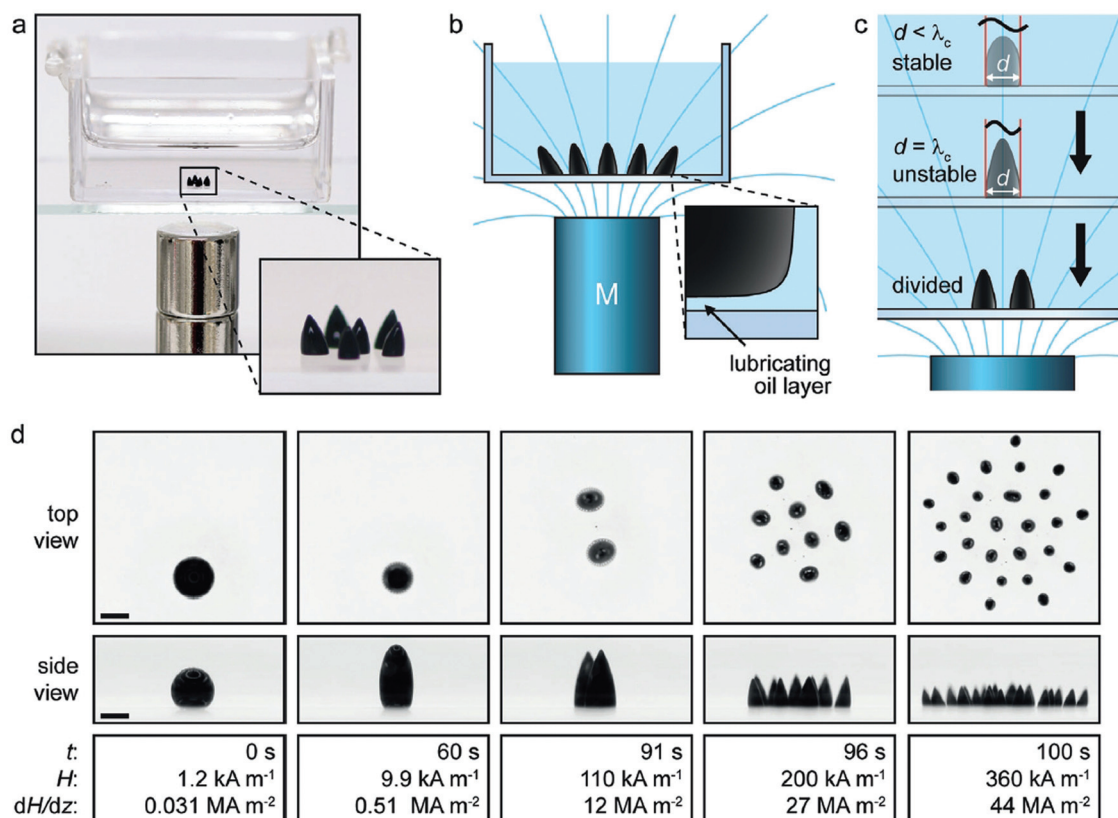 a
b
c
d < λc
stable
d
d = λc
unstable
d
divided
M
lubricating
oil layer
d
top
view
side
view
t:
0 s
60 s
91 s
96 s
100 s
H:
1.2 kA m-1
9.9 kA m-1
110 kA m-1
200 kA m-1
360 kA m-1
dH/dz:
0.031 MA m-2
0.51 MA m-2
12 MA m-2
27 MA m-2
44 MA m-2